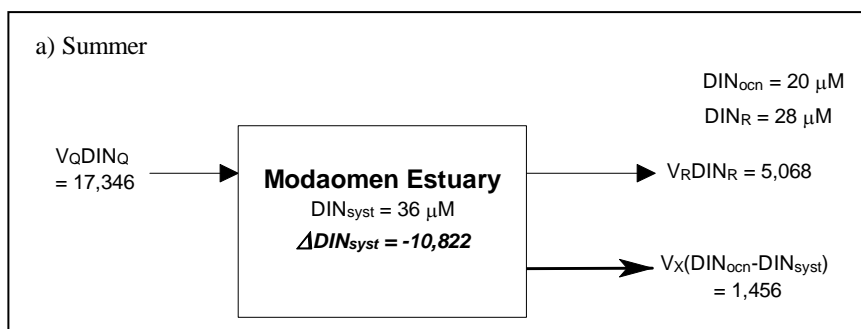 a) Summer
DINocn = 20 μM
DINR = 28 μM
VQDINQ
= 17,346
Modaomen Estuary
DINsyst = 36 μM
ΔDINsyst = -10,822
VRDINR = 5,068
VX(DINocn-DINsyst)
= 1,456